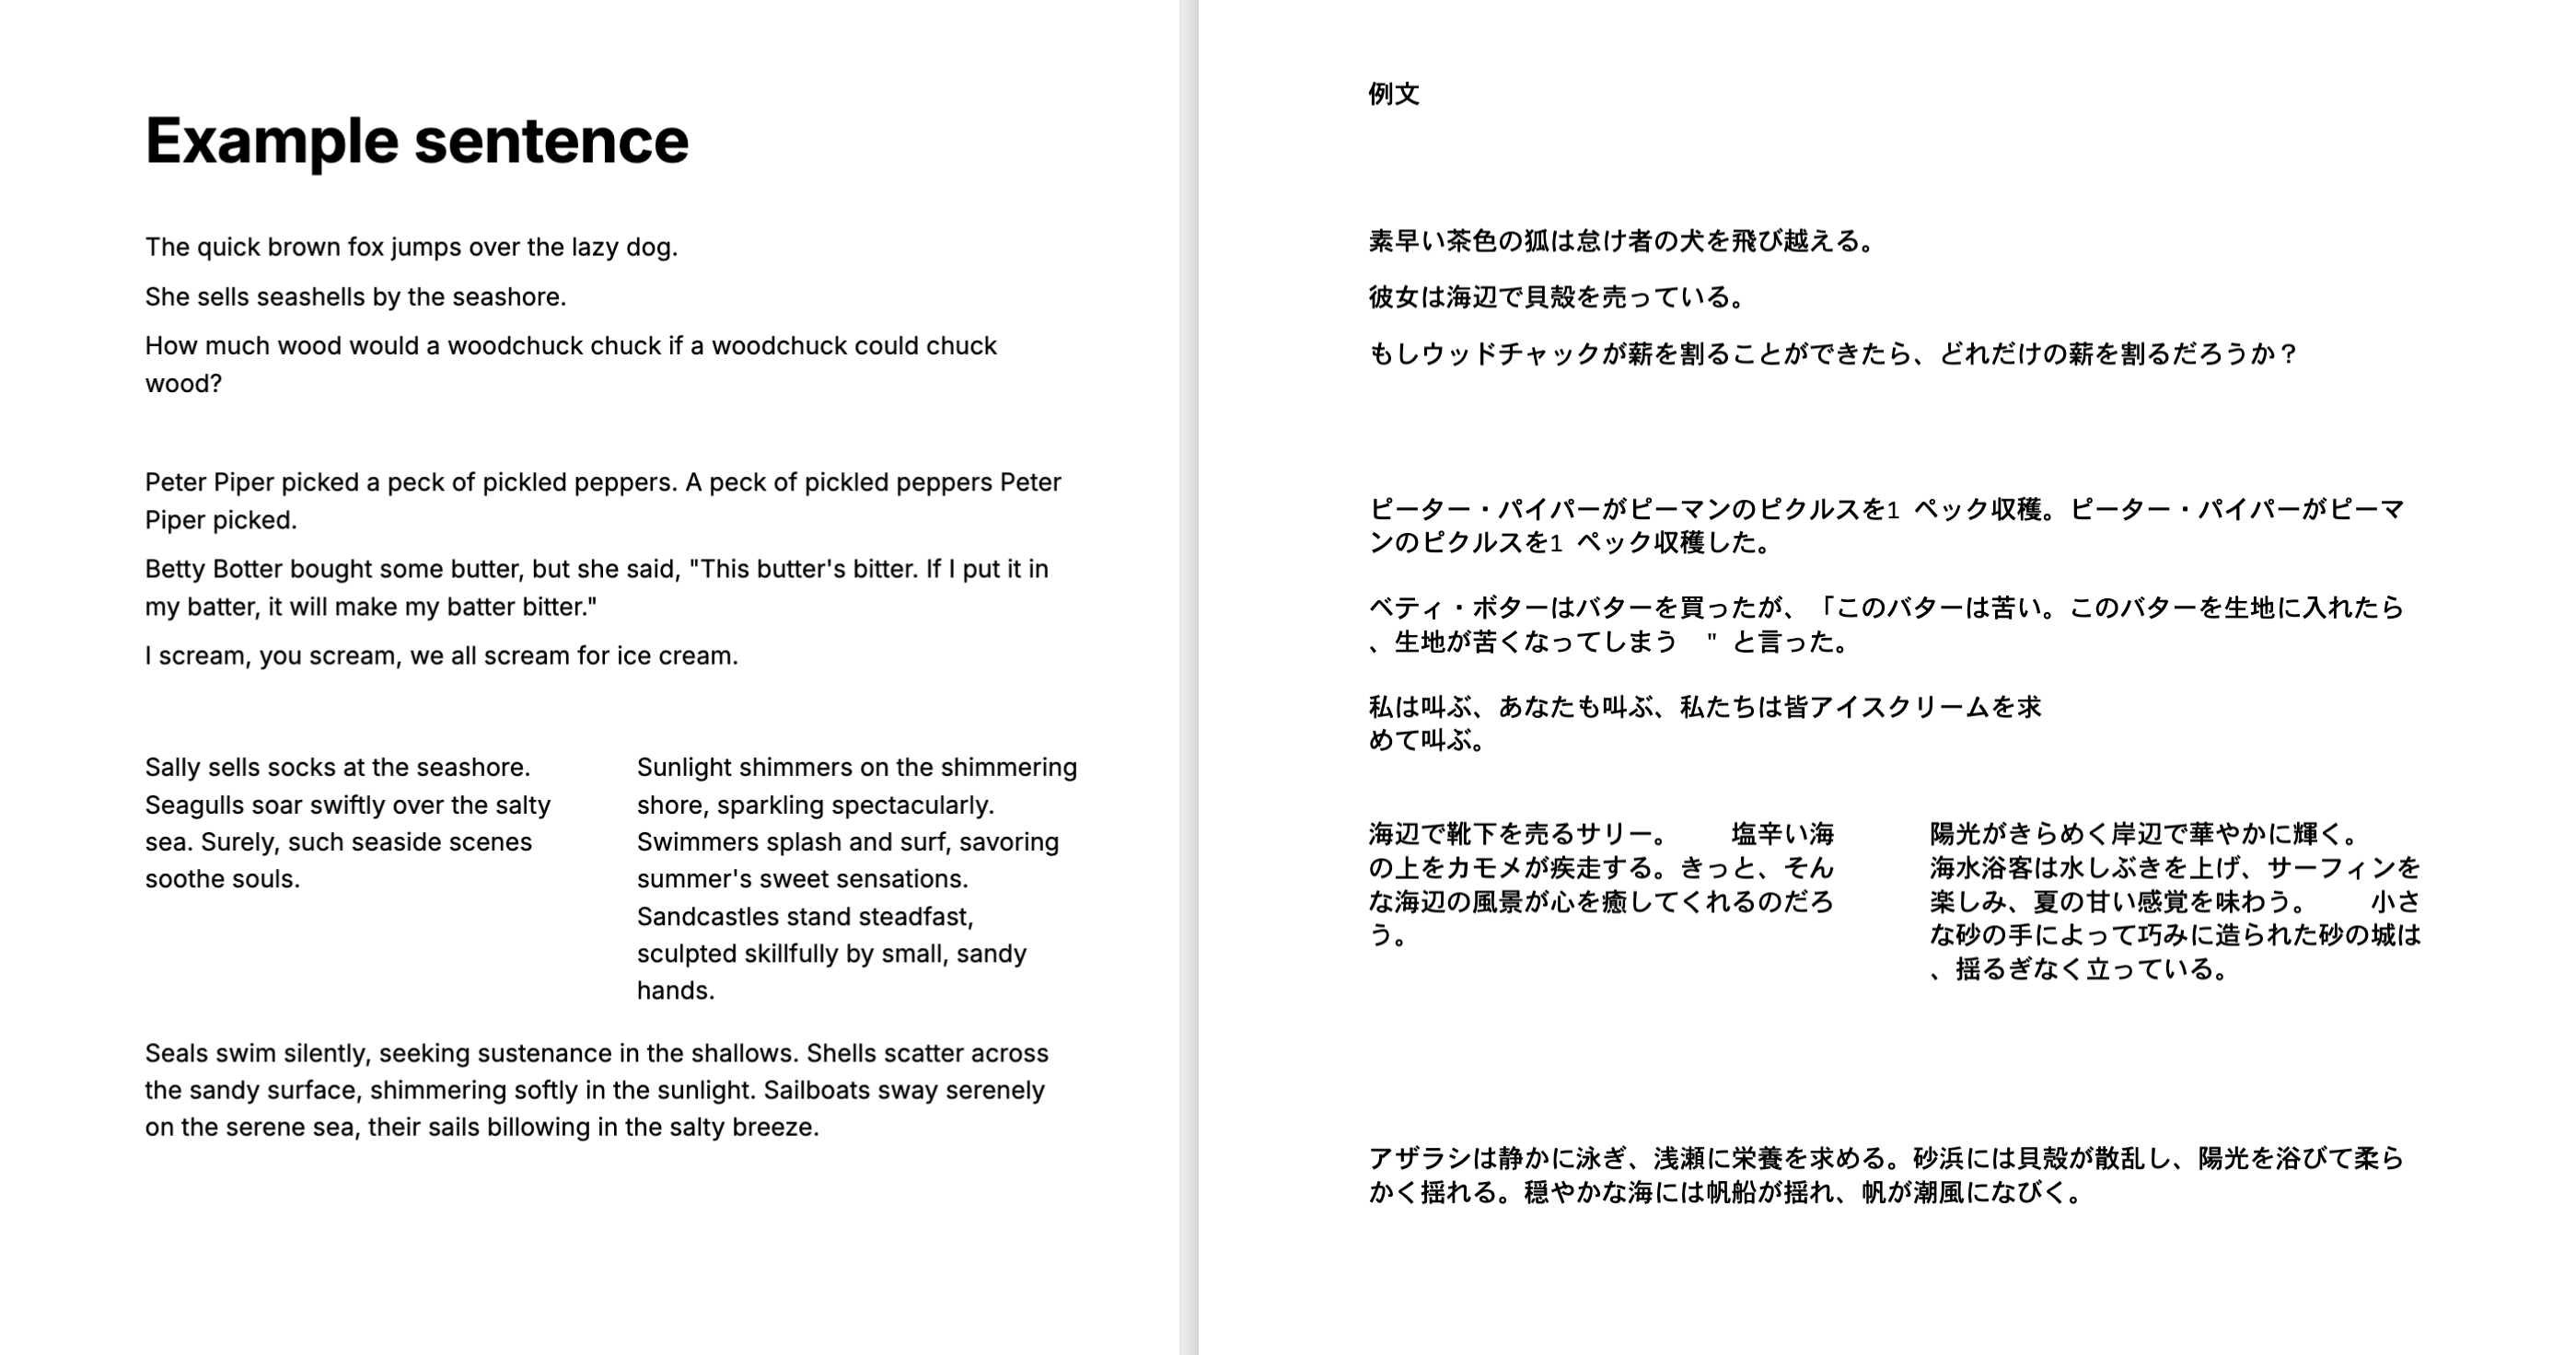 Example sentence
The quick brown fox jumps over the lazy dog.
She sells seashells by the seashore.
How much wood would a woodchuck chuck if a woodchuck could chuck
wood?
Peter Piper picked a peck of pickled peppers. A peck of pickled peppers Peter
Piper picked.
Betty Botter bought some butter, but she said, "This butter's bitter. If I put it in
my batter, it will make my batter bitter."
I scream, you scream, we all scream for ice cream.
Sally sells socks at the seashore.
Seagulls soar swiftly over the salty
sea. Surely, such seaside scenes
soothe souls.
Sunlight shimmers on the shimmering
shore, sparkling spectacularly.
Swimmers splash and surf, savoring
summer's sweet sensations.
Sandcastles stand steadfast,
sculpted skillfully by small, sandy
hands.
Seals swim silently, seeking sustenance in the shallows. Shells scatter across
the sandy surface, shimmering softly in the sunlight. Sailboats sway serenely
on the serene sea, their sails billowing in the salty breeze.
例文
素早い茶色の狐は怠け者の犬を飛び越える。
彼女は海辺で貝殻を売っている。
もしウッドチャックが薪を割ることができたら、どれだけの薪を割るだろうか？
ピーター・パイパーがピーマンのピクルスを1 ペック収穫。ピーター・パイパーがピーマ
ンのピクルスを1 ペック収穫した。
ベティ・ボターはバターを買ったが、「このバターは苦い。このバターを生地に入れたら
、生地が苦くなってしまう " と言った。
私は叫ぶ、あなたも叫ぶ、私たちは皆アイスクリームを求
めて叫ぶ。
海辺で靴下を売るサリー。 塩辛い海
の上をカモメが疾走する。きっと、そん
な海辺の風景が心を癒してくれるのだろ
う。
陽光がきらめく岸辺で華やかに輝く。
海水浴客は水しぶきを上げ、サーフィンを
楽しみ、夏の甘い感覚を味わう。 小さ
な砂の手によって巧みに造られた砂の城は
、揺るぎなく立っている。
アザラシは静かに泳ぎ、浅瀬に栄養を求める。砂浜には貝殻が散乱し、陽光を浴びて柔ら
かく揺れる。穏やかな海には帆船が揺れ、帆が潮風になびく。